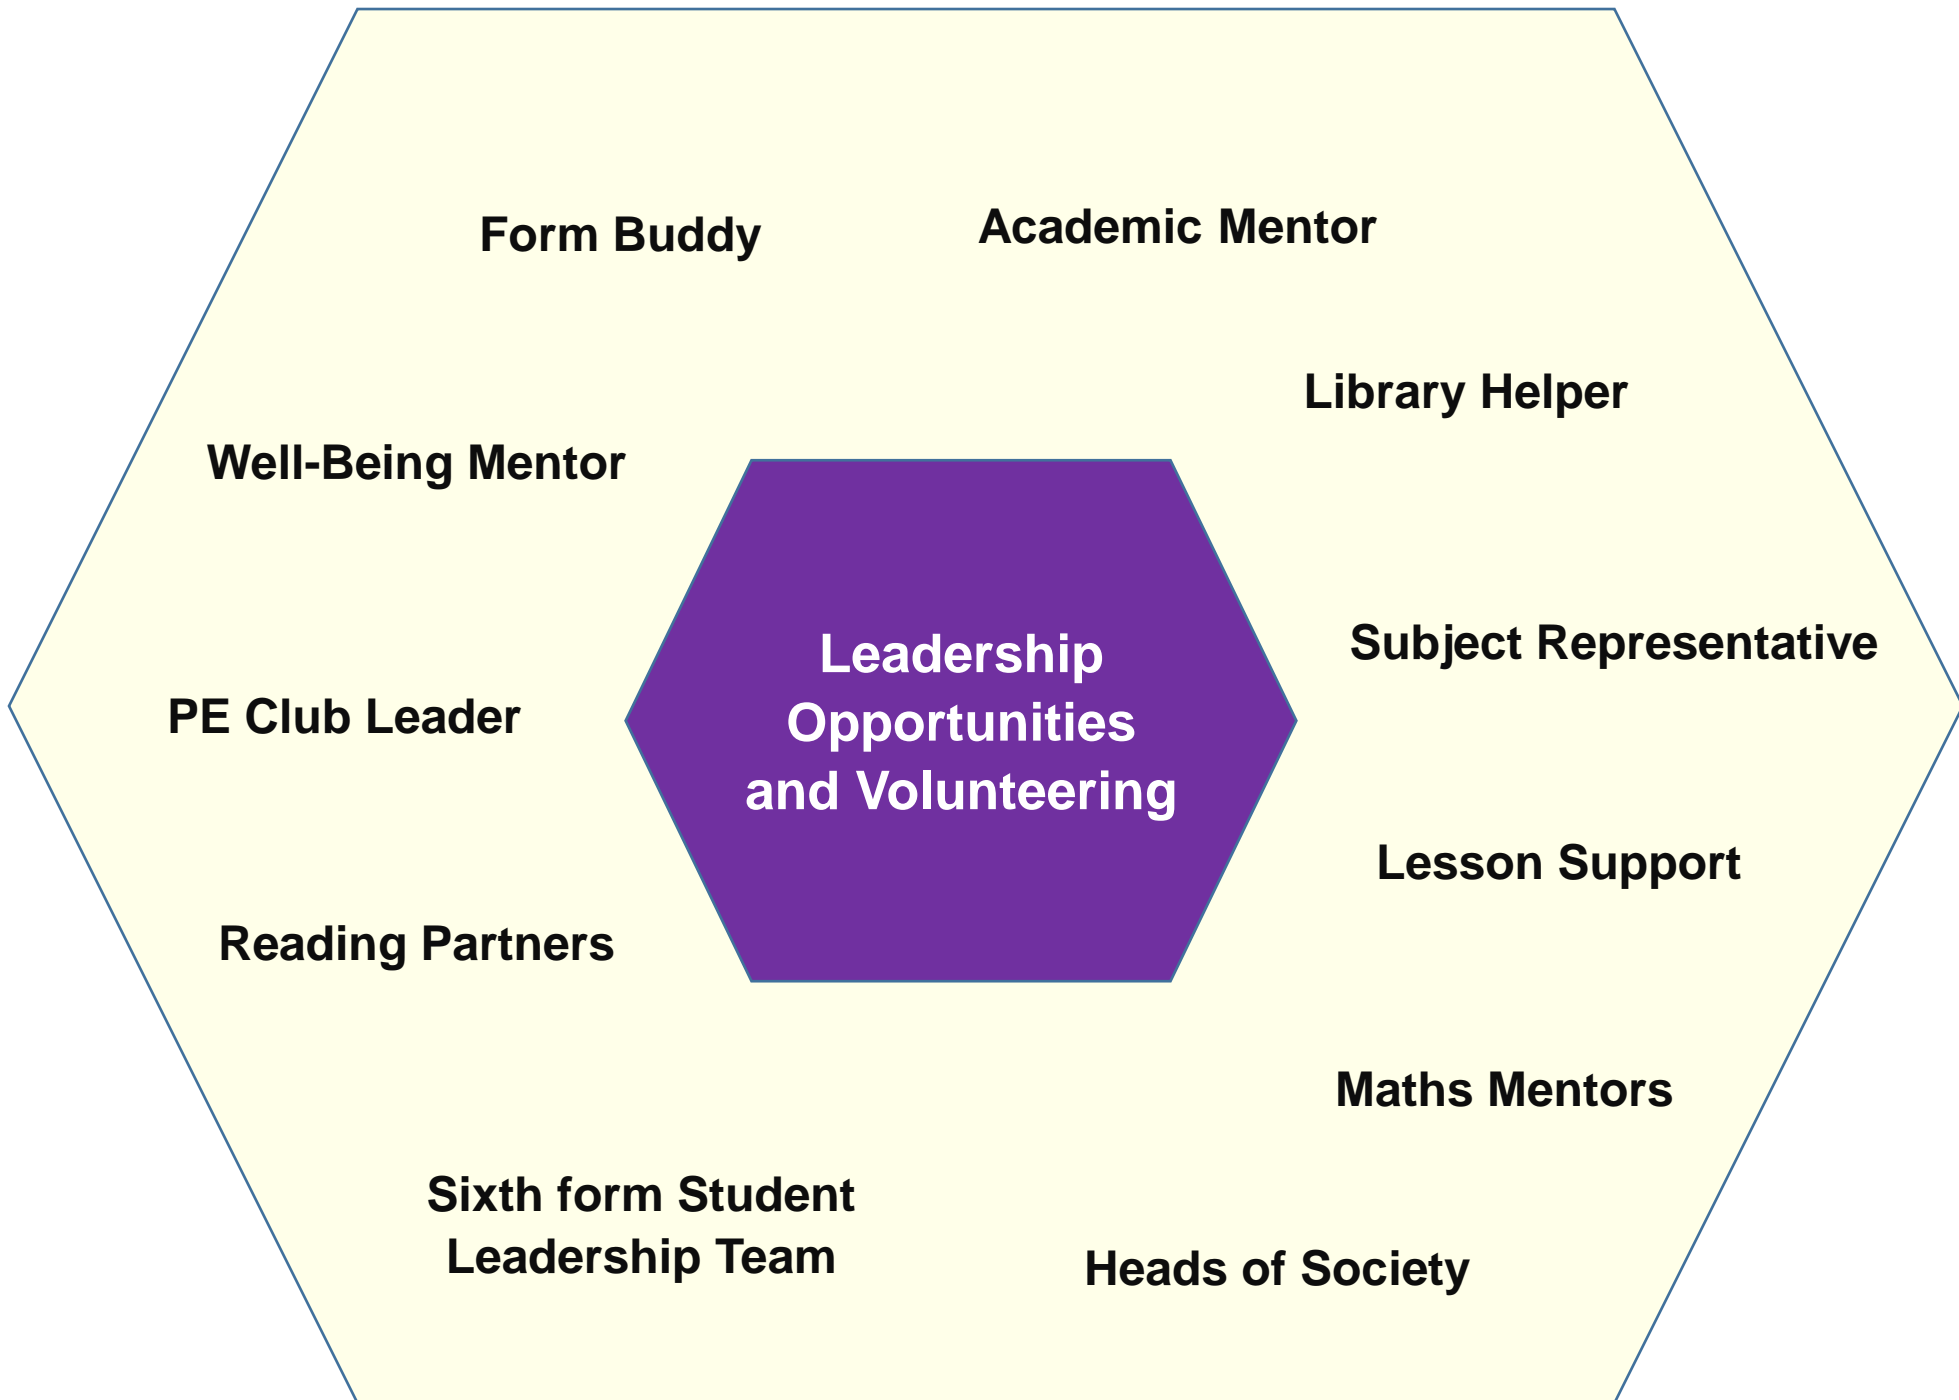 Form Buddy
Academic Mentor
Library Helper
Well-Being Mentor
Leadership
Opportunities
and Volunteering
Subject Representative
PE Club Leader
Lesson Support
Reading Partners
Maths Mentors
Sixth form Student
Leadership Team
Heads of Society